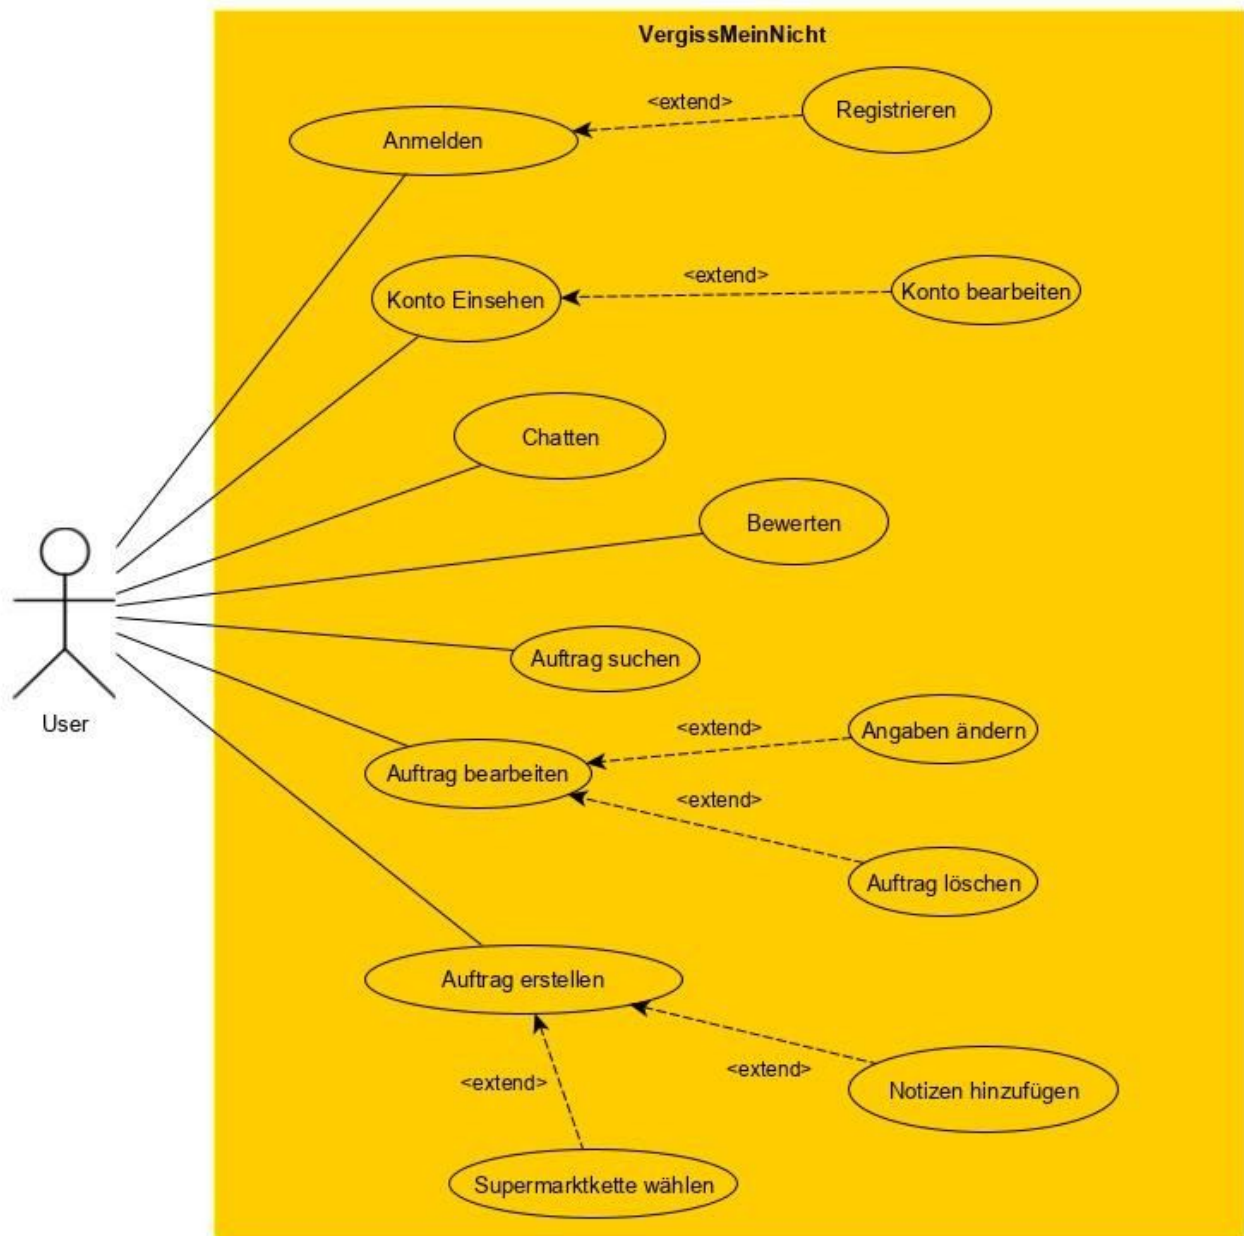 VergissMeinNicht
<extend>
Registrieren
Anmelden
<extend>
Konto Einsehen
Konto bearbeiten
Chatten
Bewerten
Auftrag suchen
User
<extend>
Angaben ändern
Auftrag bearbeiten
<extend>
Auftrag löschen
Auftrag erstellen
<extend>
<extend>
Notizen hinzufügen
Supermarktkette wählen